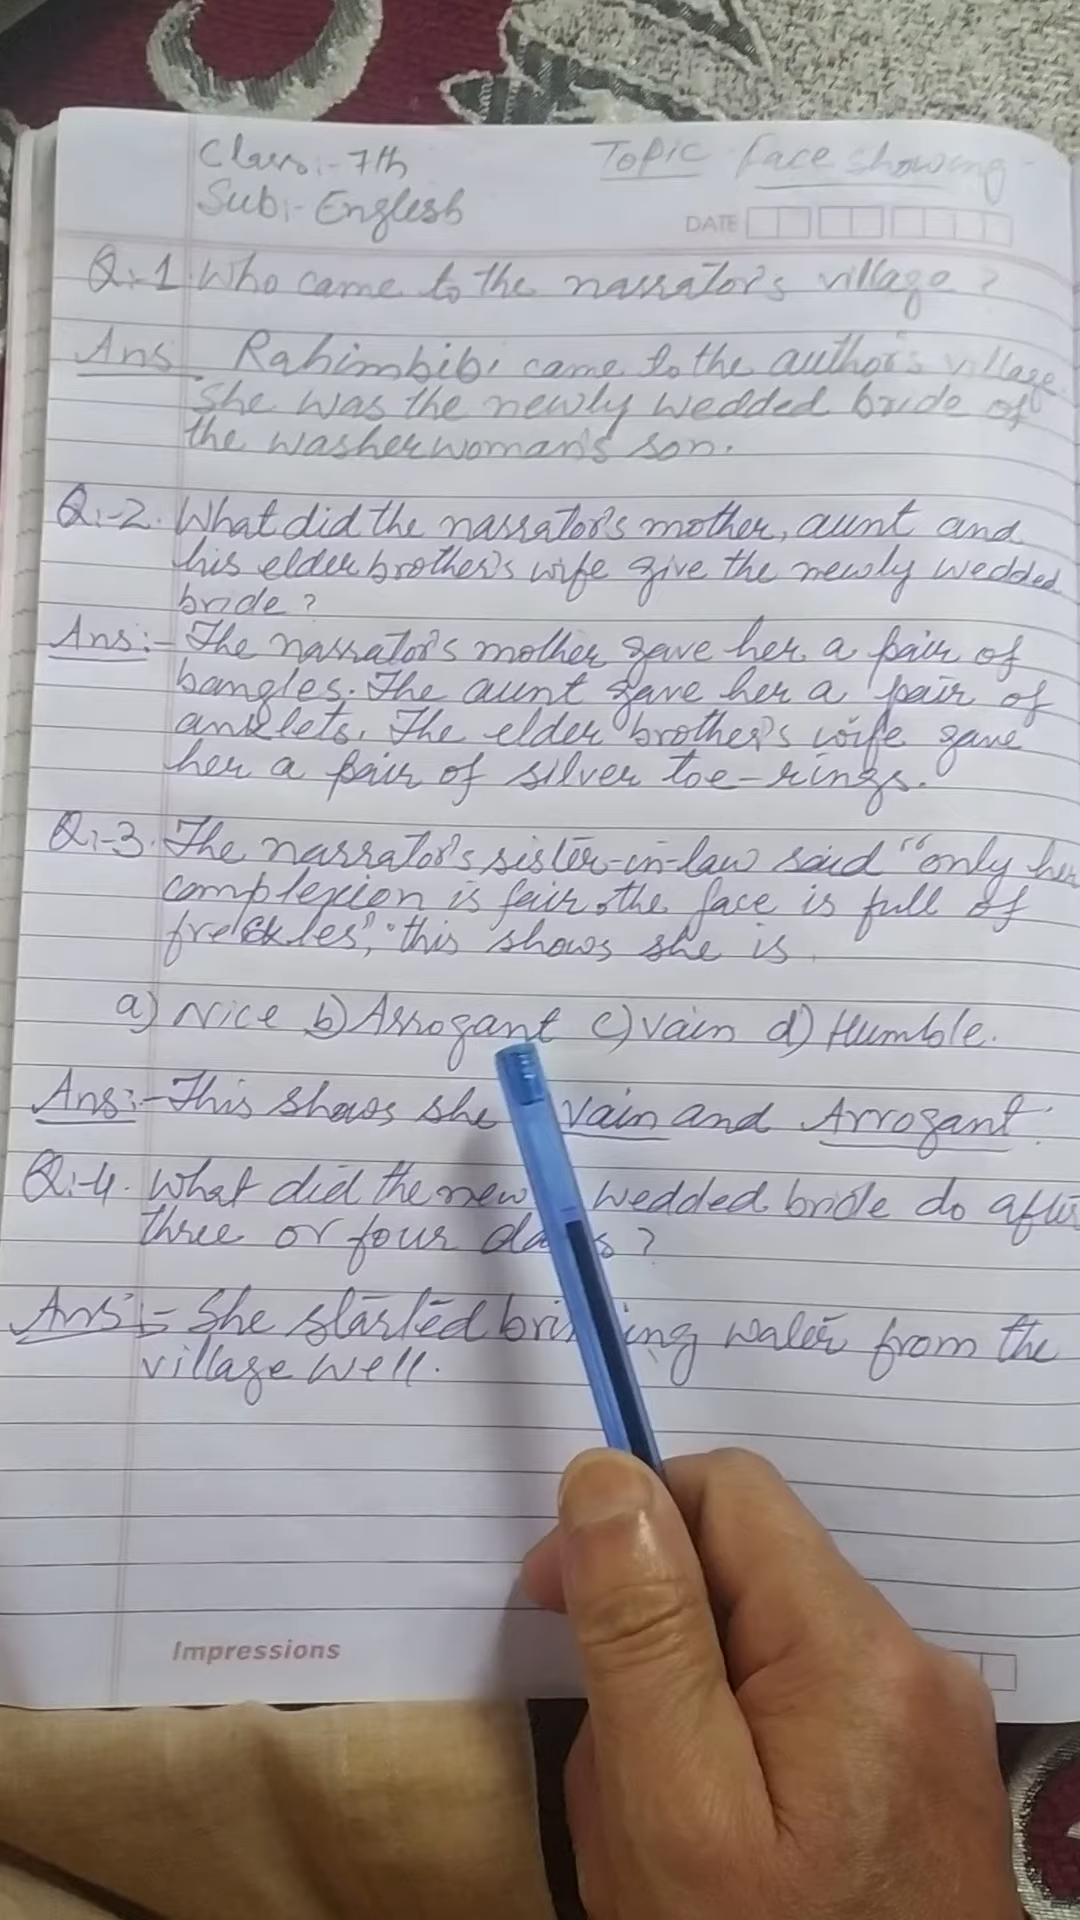 Class:- 7th
Topic Face showing
Sub:- English
DATE
Q:-1 Who came to the narrator's village?
Ans Rahimbibi came to the author's village.
She was the newly wedded bride of
the washerwoman's son.
Q:-2. What did the narrator's mother, aunt and
his elder brother's wife give the newly wedded
bride?
Ans:- The narrator's mother gave her a pair of
bangles. The aunt gave her a pair of
anklets. The elder brother's wife gave
her a pair of silver toe-rings.
Q:-3. The narrator's sister-in-law said "only her
complexion is fair, the face is full of
freckles", this shows she is
a) Nice b) Arrogant c) Vain d) Humble.
Ans:- This shows she vain and Arrogant.
Q:-4. What did the new wedded bride do after
three or four days?
Ans:- She started bringing water from the
village well.
Impressions